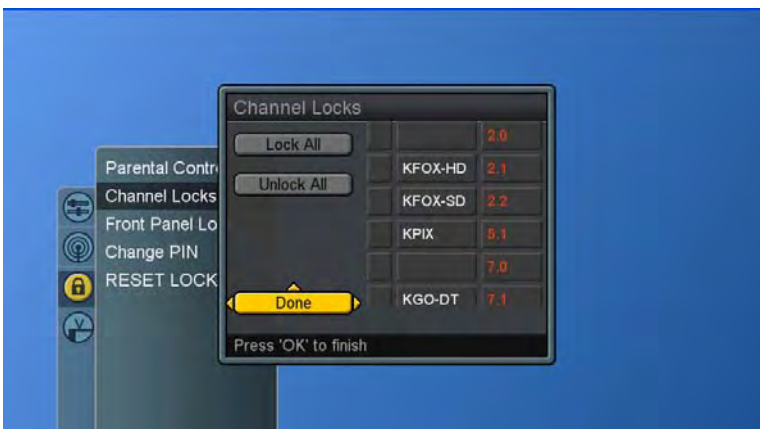 Channel Locks
Lock All
Unlock All
Done
2.0
KFOX-HD 2.1
KFOX-SD 2.2
KPIX 5.1
7.0
KGO-DT 7.1
Press 'OK' to finish
Parental Contr
Channel Locks
Front Panel Lo
Change PIN
RESET LOCK